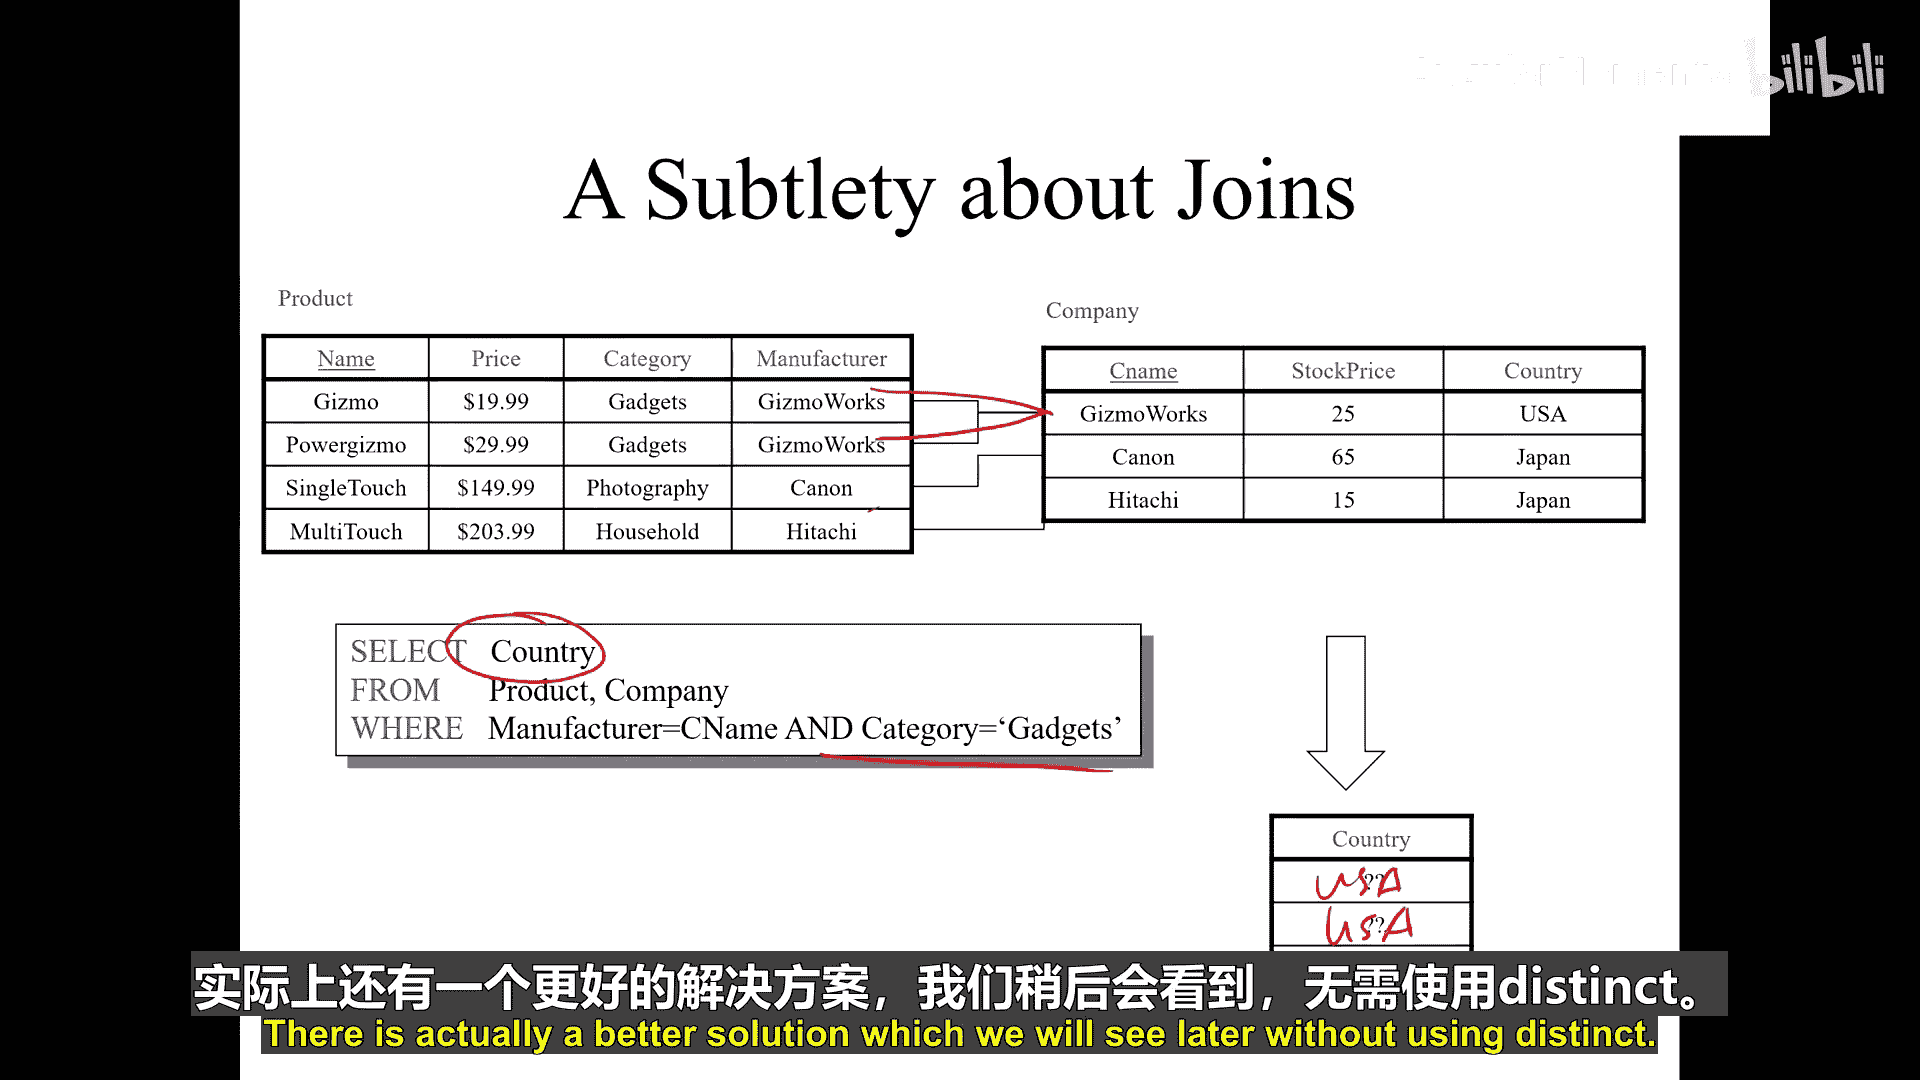 bilibili
A Subtlety about Joins
Product
Name Price Category Manufacturer
Gizmo $19.99 Gadgets GizmoWorks
Powergizmo $29.99 Gadgets GizmoWorks
SingleTouch $149.99 Photography Canon
MultiTouch $203.99 Household Hitachi
Company
Cname StockPrice Country
GizmoWorks 25 USA
Canon 65 Japan
Hitachi 15 Japan
SELECT Country
FROM Product, Company
WHERE Manufacturer=CName AND Category=‘Gadgets’
Country
?? USA
?? USA
实际上还有一个更好的解决方案，我们稍后会看到，无需使用distinct。
There is actually a better solution which we will see later without using distinct.